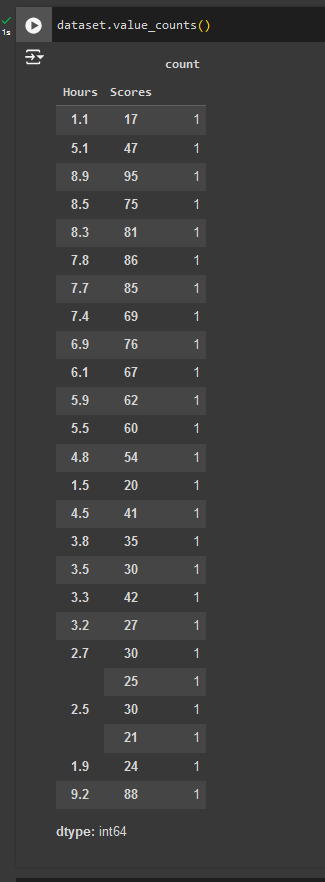 dataset.value_counts()
1s
count
Hours Scores
1.1 17 1
5.1 47 1
8.9 95 1
8.5 75 1
8.3 81 1
7.8 86 1
7.7 85 1
7.4 69 1
6.9 76 1
6.1 67 1
5.9 62 1
5.5 60 1
4.8 54 1
1.5 20 1
4.5 41 1
3.8 35 1
3.5 30 1
3.3 42 1
3.2 27 1
2.7 30 1
25 1
2.5 30 1
21 1
1.9 24 1
9.2 88 1
dtype: int64